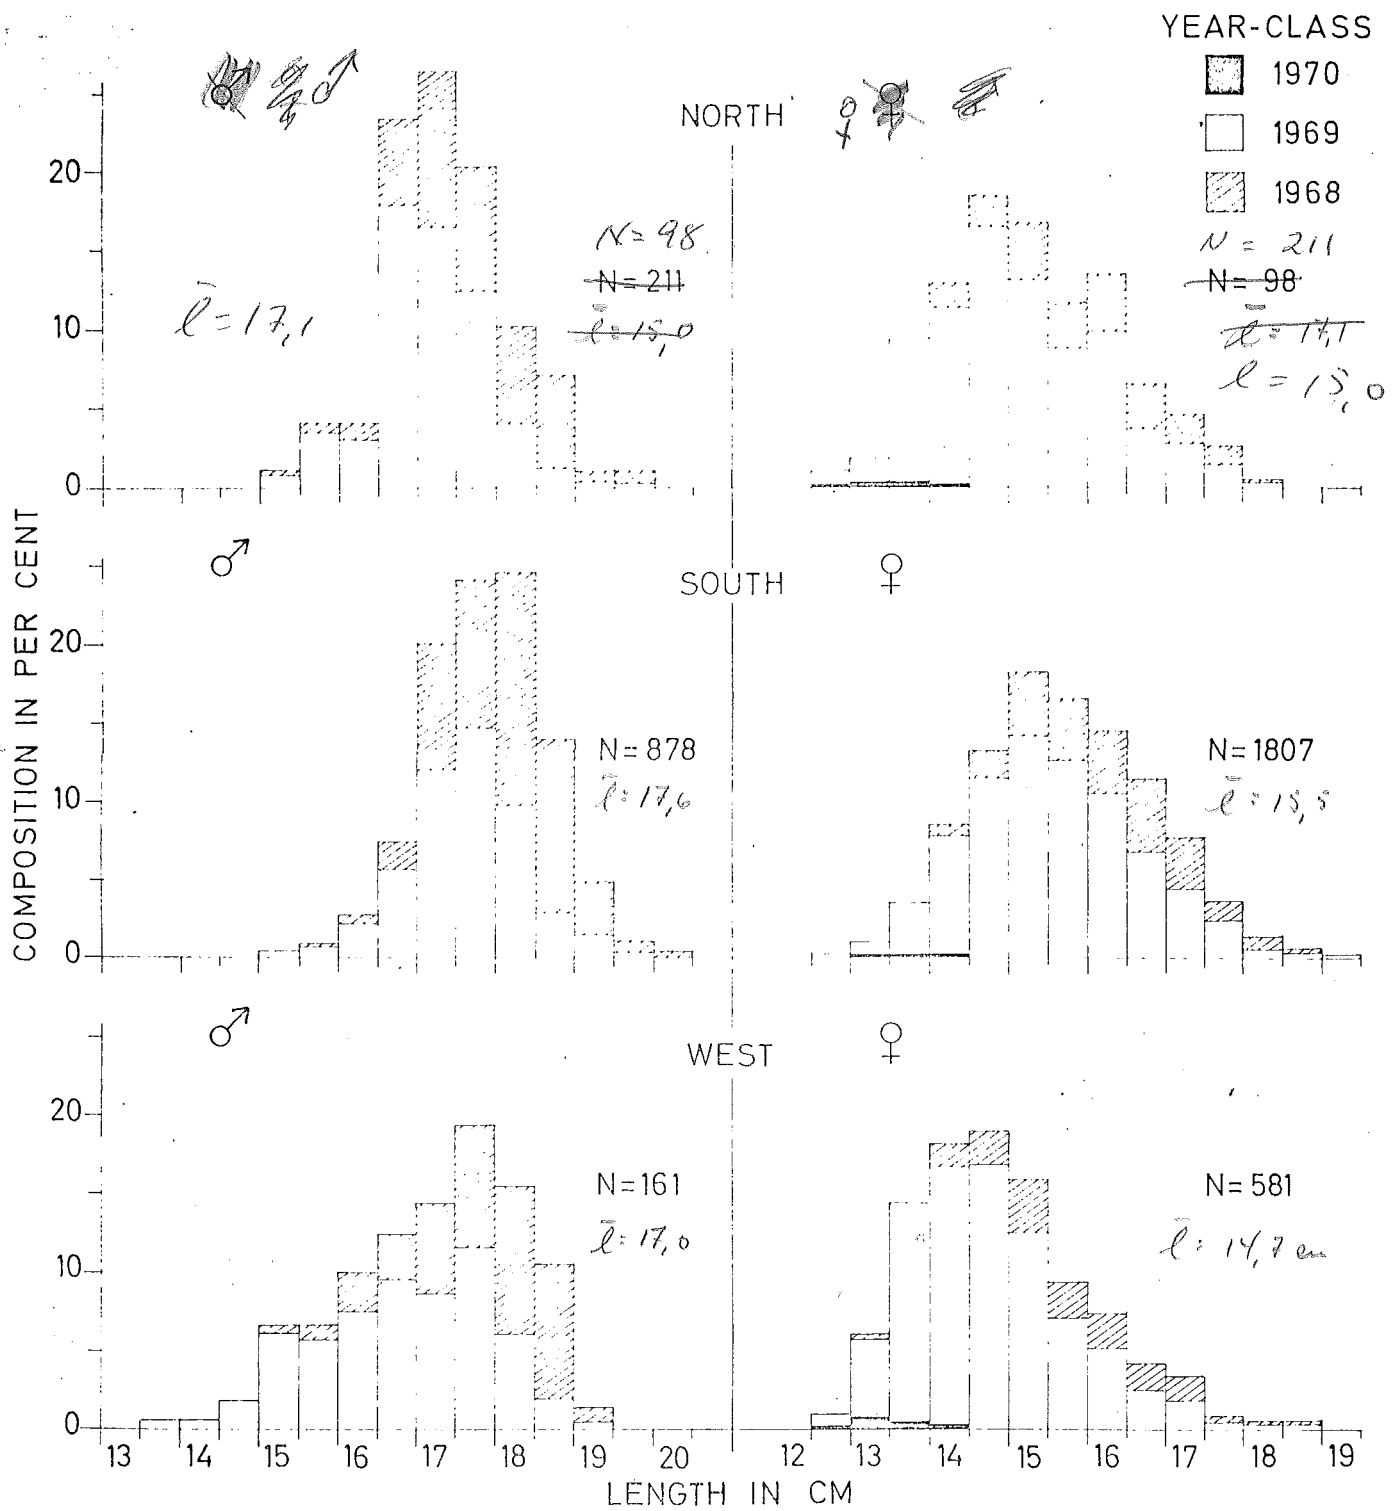 YEAR-CLASS
1970
1969
1968
♂
NORTH
♀
N=98
N=211
l̄=15,0
l̄=17,1
N=211
N=98
l̄=17,1
l=15,0
20
10
0
COMPOSITION IN PER CENT
♂
SOUTH
♀
20
10
0
N=878
l̄=17,6
N=1807
l̄=15,5
♂
WEST
♀
20
10
0
N=161
l̄=17,0
N=581
l̄=14,7 cm
13 14 15 16 17 18 19 20 12 13 14 15 16 17 18 19
LENGTH IN CM